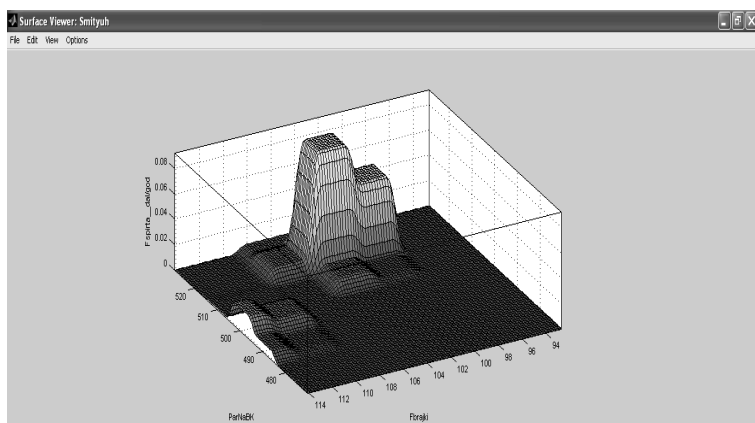 Surface Viewer: Smityuh
File Edit View Options
0.08
0.06
0.04
0.02
0
F spirta__dal/god
520
510
500
490
480
ParNaBK
114 112 110 108 106 104 102 100 98 96 94
Fbrajki